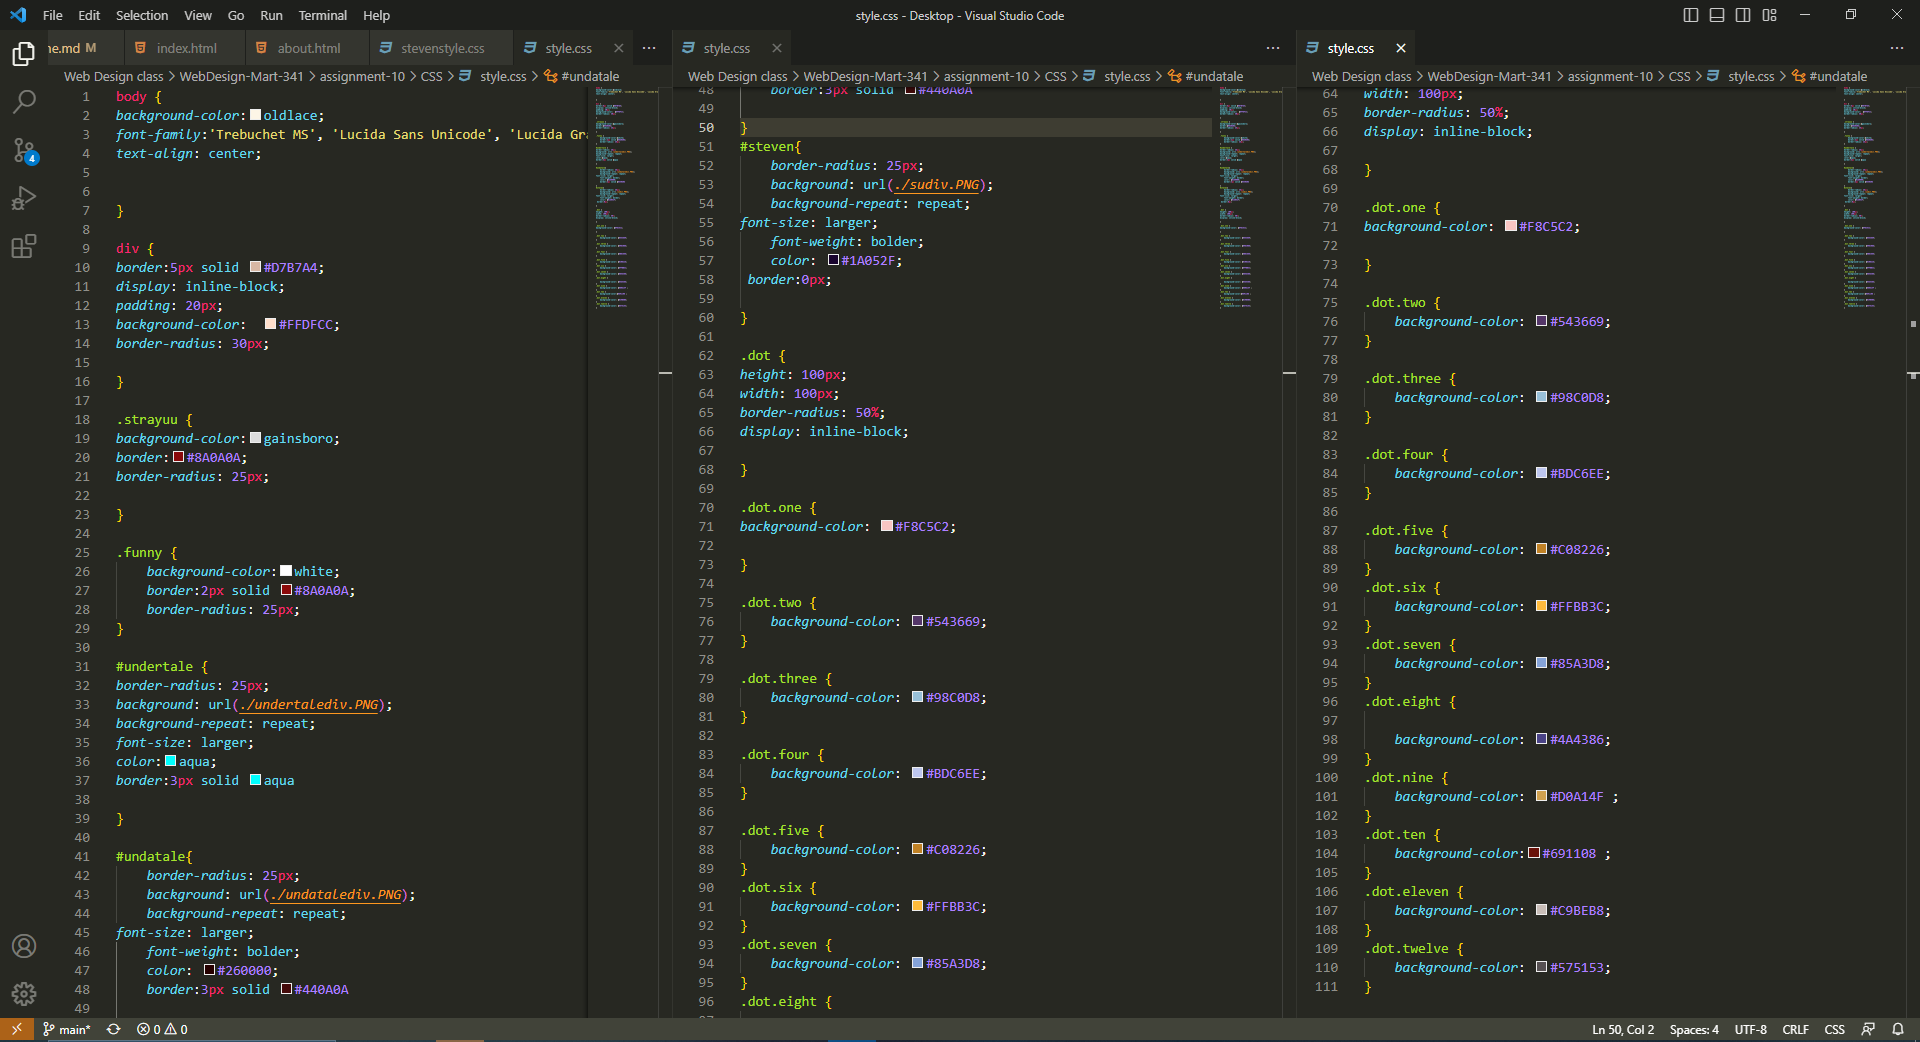 File Edit Selection View Go Run Terminal Help
style.css - Desktop - Visual Studio Code
ne.md M
index.html
about.html
stevenstyle.css
style.css
Web Design class > WebDesign-Mart-341 > assignment-10 > CSS > style.css > #undatale
1 body {
2 background-color: oldlace;
3 font-family:'Trebuchet MS', 'Lucida Sans Unicode', 'Lucida Gr
4 text-align: center;
5
6
7 }
8
9 div {
10 border:5px solid #D7B7A4;
11 display: inline-block;
12 padding: 20px;
13 background-color: #FFDFCC;
14 border-radius: 30px;
15
16 }
17
18 .strayuu {
19 background-color: gainsboro;
20 border: #8A0A0A;
21 border-radius: 25px;
22
23 }
24
25 .funny {
26 background-color: white;
27 border:2px solid #8A0A0A;
28 border-radius: 25px;
29 }
30
31 #undertale {
32 border-radius: 25px;
33 background: url(./undertalediv.PNG);
34 background-repeat: repeat;
35 font-size: larger;
36 color: aqua;
37 border:3px solid aqua
38
39 }
40
41 #undatale{
42 border-radius: 25px;
43 background: url(./undatalediv.PNG);
44 background-repeat: repeat;
45 font-size: larger;
46 font-weight: bolder;
47 color: #260000;
48 border:3px solid #440A0A
49
style.css
Web Design class > WebDesign-Mart-341 > assignment-10 > CSS > style.css > #undatale
48 border:3px solid #440A0A
49
50 }
51 #steven{
52 border-radius: 25px;
53 background: url(./sudiv.PNG);
54 background-repeat: repeat;
55 font-size: larger;
56 font-weight: bolder;
57 color: #1A052F;
58 border:0px;
59
60 }
61
62 .dot {
63 height: 100px;
64 width: 100px;
65 border-radius: 50%;
66 display: inline-block;
67
68 }
69
70 .dot.one {
71 background-color: #F8C5C2;
72
73 }
74
75 .dot.two {
76 background-color: #543669;
77 }
78
79 .dot.three {
80 background-color: #98C0D8;
81 }
82
83 .dot.four {
84 background-color: #BDC6EE;
85 }
86
87 .dot.five {
88 background-color: #C08226;
89 }
90 .dot.six {
91 background-color: #FFBB3C;
92 }
93 .dot.seven {
94 background-color: #85A3D8;
95 }
96 .dot.eight {
97
style.css
Web Design class > WebDesign-Mart-341 > assignment-10 > CSS > style.css > #undatale
64 width: 100px;
65 border-radius: 50%;
66 display: inline-block;
67
68 }
69
70 .dot.one {
71 background-color: #F8C5C2;
72
73 }
74
75 .dot.two {
76 background-color: #543669;
77 }
78
79 .dot.three {
80 background-color: #98C0D8;
81 }
82
83 .dot.four {
84 background-color: #BDC6EE;
85 }
86
87 .dot.five {
88 background-color: #C08226;
89 }
90 .dot.six {
91 background-color: #FFBB3C;
92 }
93 .dot.seven {
94 background-color: #85A3D8;
95 }
96 .dot.eight {
97
98 background-color: #4A4386;
99 }
100 .dot.nine {
101 background-color: #D0A14F ;
102 }
103 .dot.ten {
104 background-color: #691108 ;
105 }
106 .dot.eleven {
107 background-color: #C9BEB8;
108 }
109 .dot.twelve {
110 background-color: #575153;
111 }
4
main* 0 0
Ln 50, Col 2 Spaces: 4 UTF-8 CRLF CSS